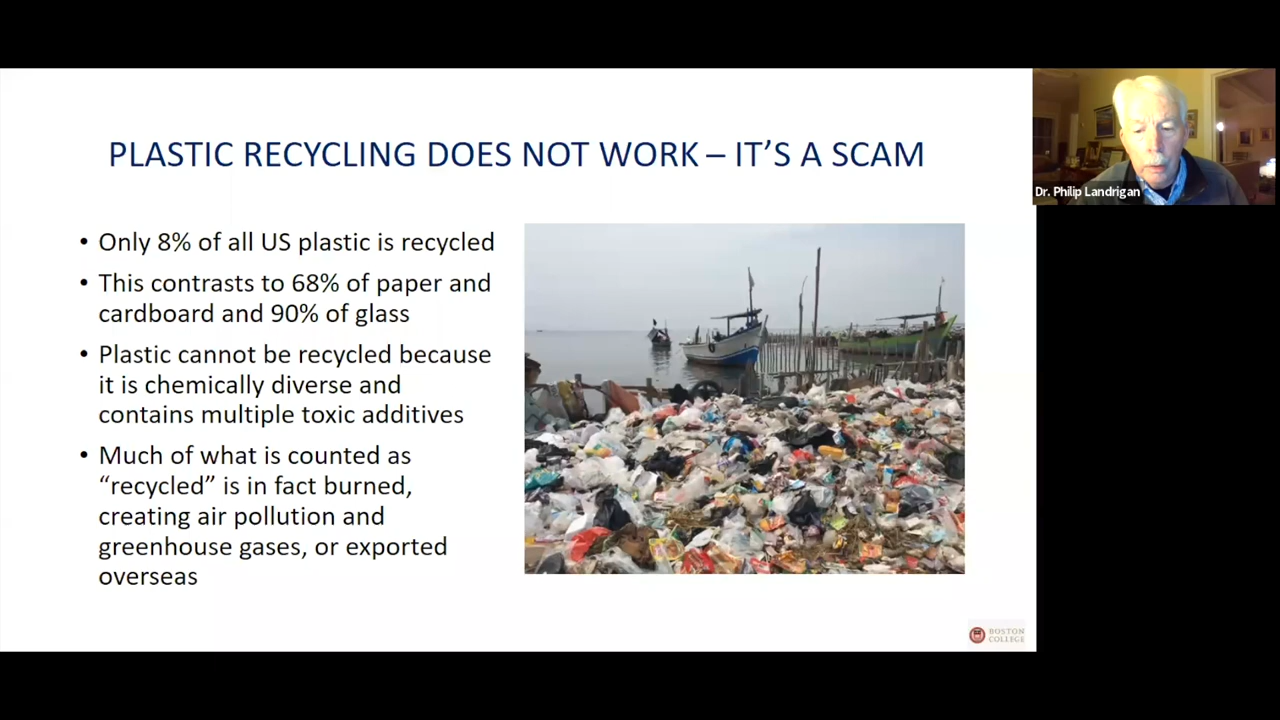 PLASTIC RECYCLING DOES NOT WORK – IT’S A SCAM
• Only 8% of all US plastic is recycled
• This contrasts to 68% of paper and
cardboard and 90% of glass
• Plastic cannot be recycled because
it is chemically diverse and
contains multiple toxic additives
• Much of what is counted as
“recycled” is in fact burned,
creating air pollution and
greenhouse gases, or exported
overseas
Dr. Philip Landrigan
BOSTON
COLLEGE